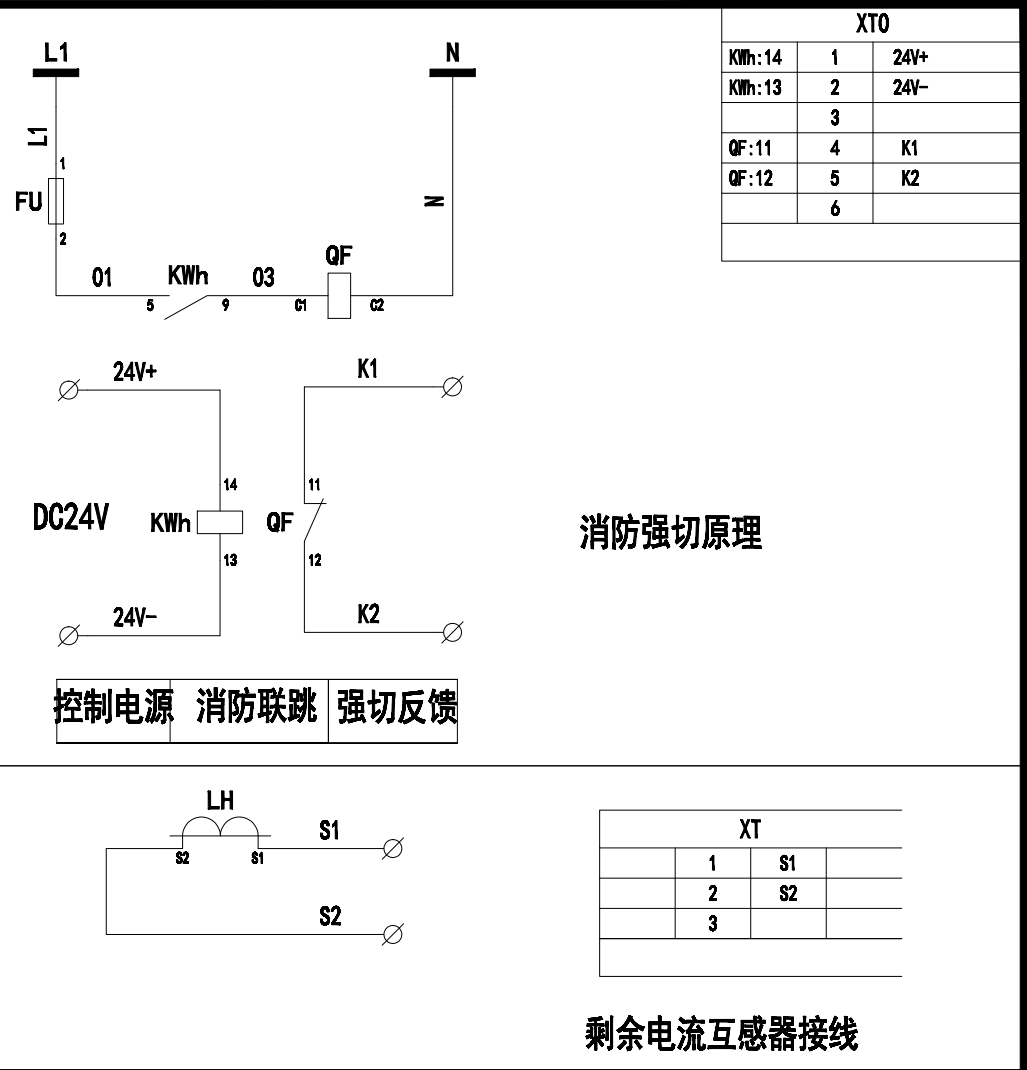 XT0
KWh:14 1 24V+
KWh:13 2 24V-
3
QF:11 4 K1
QF:12 5 K2
6
L1 N
L1
1
FU
2
N
01 KWh 03 QF
5 9 C1 C2
24V+ K1
14 11
DC24V KWh QF
13 12
24V- K2
消防强切原理
控制电源 消防联跳 强切反馈
LH
S1
S2 S1
S2
XT
1 S1
2 S2
3
剩余电流互感器接线